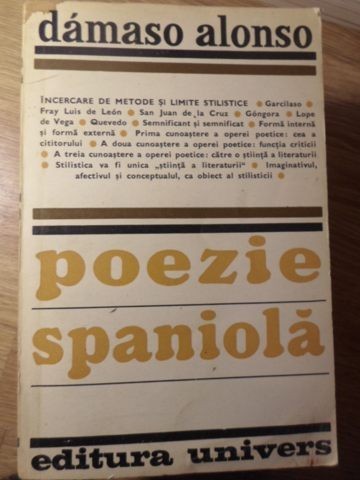 dámaso alonso
ÎNCERCARE DE METODE ȘI LIMITE STILISTICE ● Garcilaso ●
Fray Luis de León ● San Juan de la Cruz ● Góngora ● Lope
de Vega ● Quevedo ● Semnificant și semnificat ● Formă internă
și formă externă ● Prima cunoaștere a operei poetice: cea a
cititorului ● A doua cunoaștere a operei poetice: funcția criticii
● A treia cunoaștere a operei poetice: către o știință a literaturii
● Stilistica va fi unica „știință a literaturii“ ● Imaginativul,
afectivul și conceptualul, ca obiect al stilisticii ●
poezie
spaniolă
editura univers